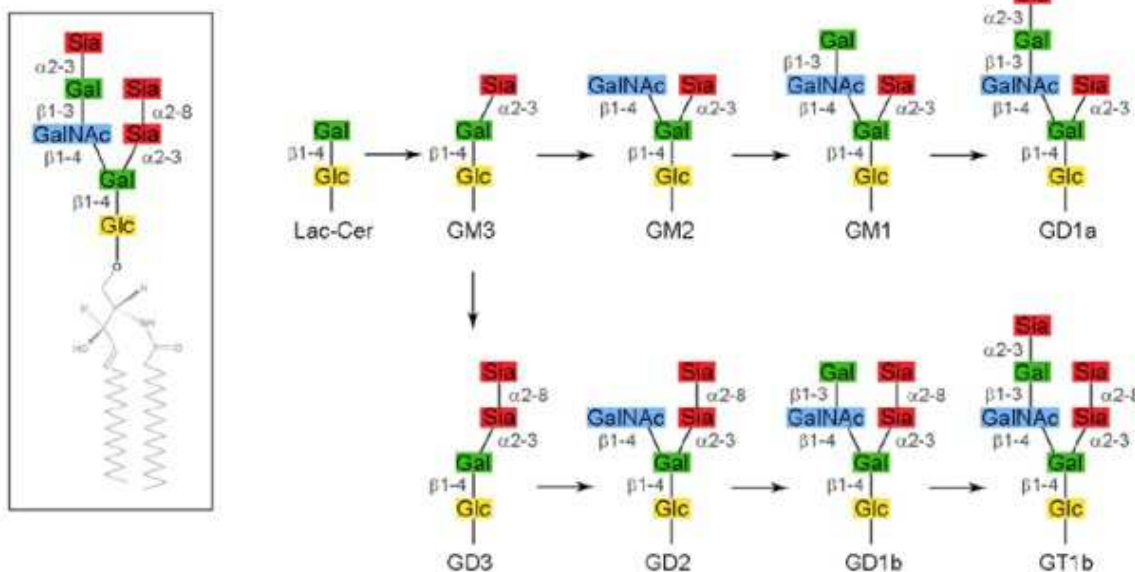 Sia
α2-3
Gal Sia
β1-3 α2-8
GalNAc Sia
β1-4 α2-3
Gal
β1-4
Glc
O
NH
HO O
Gal
β1-4
Glc
Lac-Cer
Sia
α2-3
Gal
β1-4
Glc
GM3
GalNAc Sia
β1-4 α2-3
Gal
β1-4
Glc
GM2
Gal
β1-3
GalNAc Sia
β1-4 α2-3
Gal
β1-4
Glc
GM1
Sia
α2-3
Gal
β1-3
GalNAc Sia
β1-4 α2-3
Gal
β1-4
Glc
GD1a
Sia
α2-8
Sia
α2-3
Gal
β1-4
Glc
GD3
Sia
α2-8
GalNAc Sia
β1-4 α2-3
Gal
β1-4
Glc
GD2
Gal Sia
β1-3 α2-8
GalNAc Sia
β1-4 α2-3
Gal
β1-4
Glc
GD1b
Sia
α2-3
Gal Sia
β1-3 α2-8
GalNAc Sia
β1-4 α2-3
Gal
β1-4
Glc
GT1b